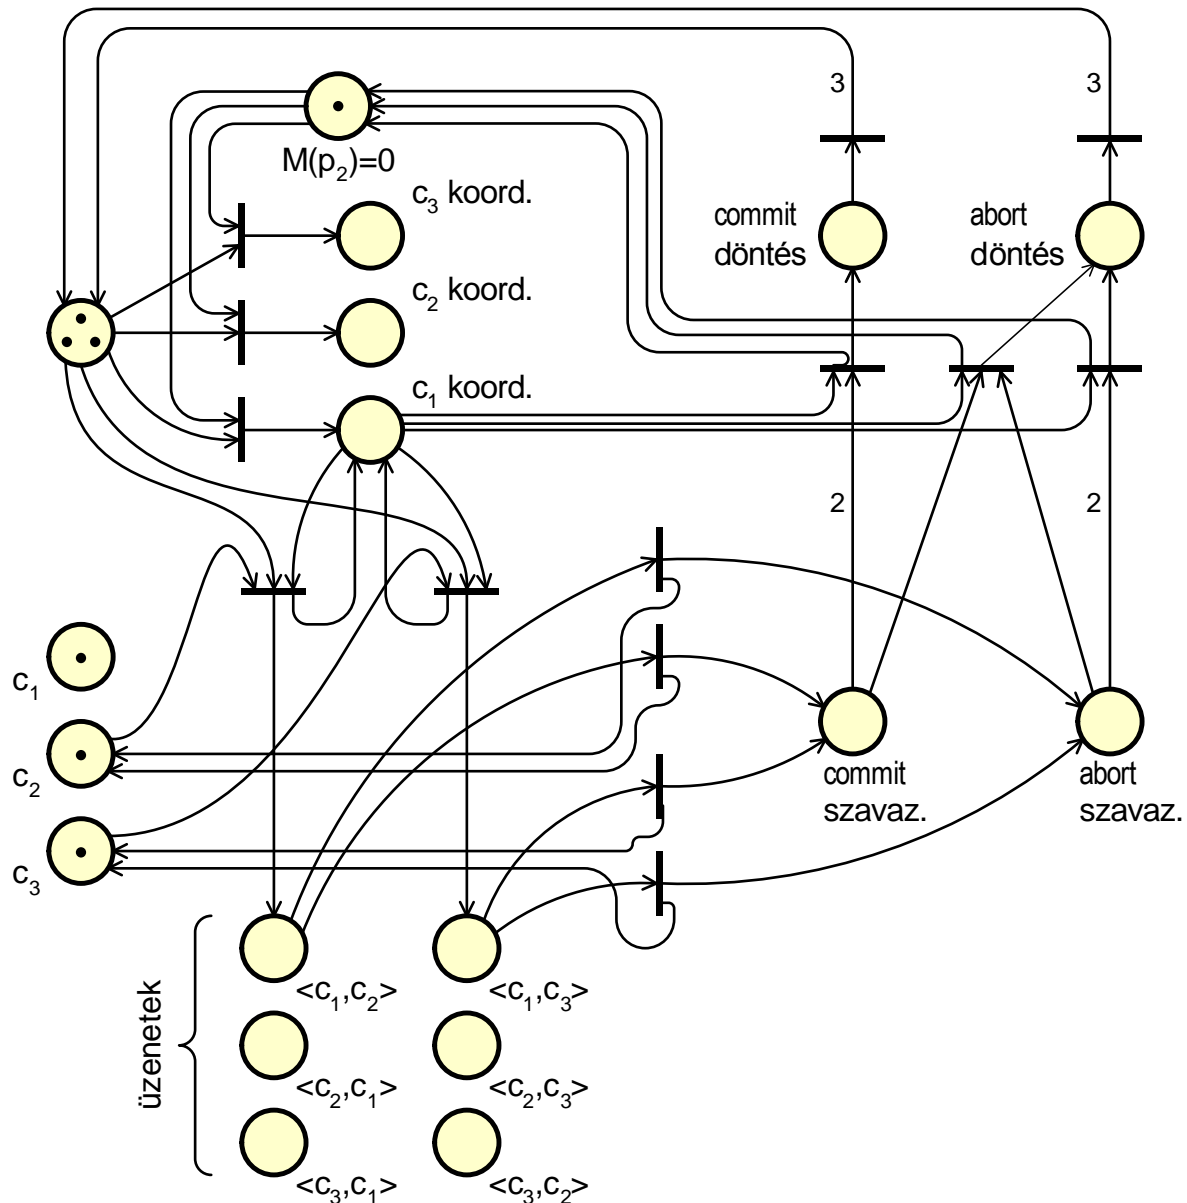 3
3
M(p₂)=0
c₃ koord.
commit
döntés
abort
döntés
c₂ koord.
c₁ koord.
2
2
c₁
c₂
c₃
commit
szavaz.
abort
szavaz.
üzenetek
<c₁,c₂>
<c₁,c₃>
<c₂,c₁>
<c₂,c₃>
<c₃,c₁>
<c₃,c₂>